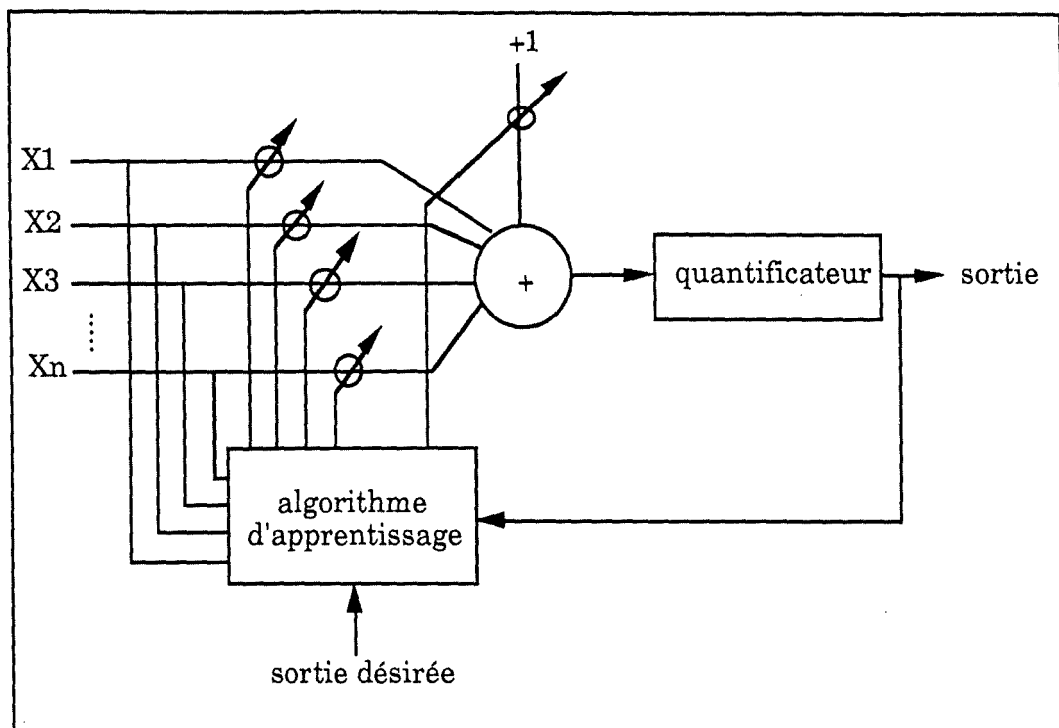 +1
X1
X2
X3
......
Xn
+
quantificateur
sortie
algorithme
d'apprentissage
sortie désirée